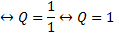 ↔ Q = 1/1 ↔ Q = 1